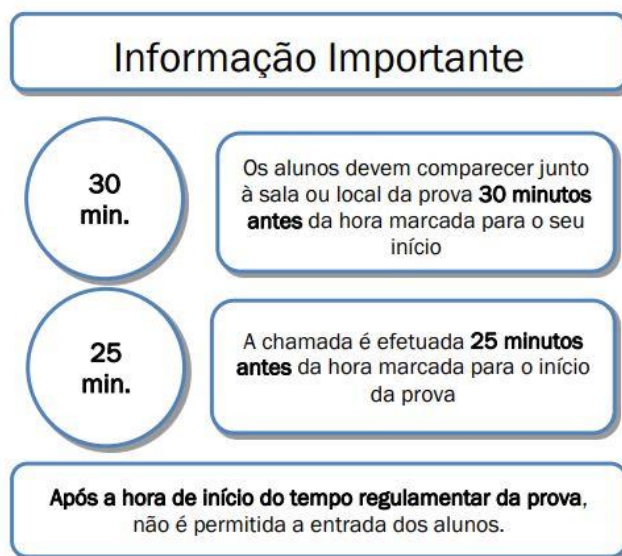 Informação Importante
30
min.
Os alunos devem comparecer junto
à sala ou local da prova 30 minutos
antes da hora marcada para o seu
início
25
min.
A chamada é efetuada 25 minutos
antes da hora marcada para o início
da prova
Após a hora de início do tempo regulamentar da prova,
não é permitida a entrada dos alunos.